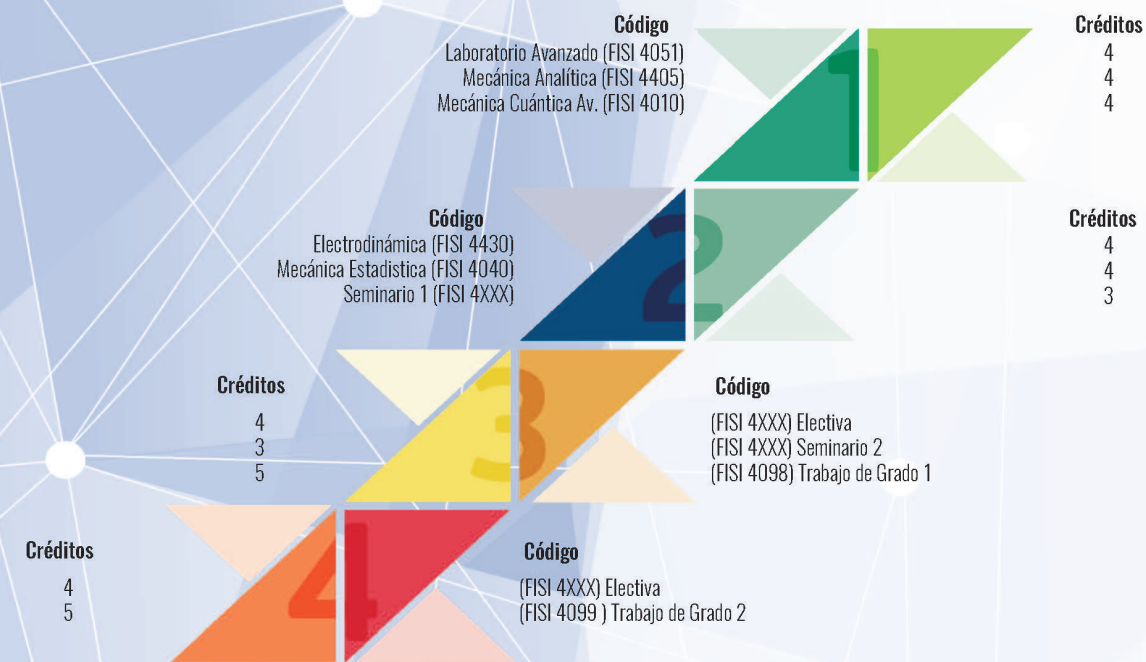 Código
Laboratorio Avanzado (FISI 4051)
Mecánica Analítica (FISI 4405)
Mecánica Cuántica Av. (FISI 4010)
1
Créditos
4
4
4
Código
Electrodinámica (FISI 4430)
Mecánica Estadistica (FISI 4040)
Seminario 1 (FISI 4XXX)
2
Créditos
4
4
3
Créditos
4
3
5
3
Código
(FISI 4XXX) Electiva
(FISI 4XXX) Seminario 2
(FISI 4098) Trabajo de Grado 1
Créditos
4
5
4
Código
(FISI 4XXX) Electiva
(FISI 4099 ) Trabajo de Grado 2